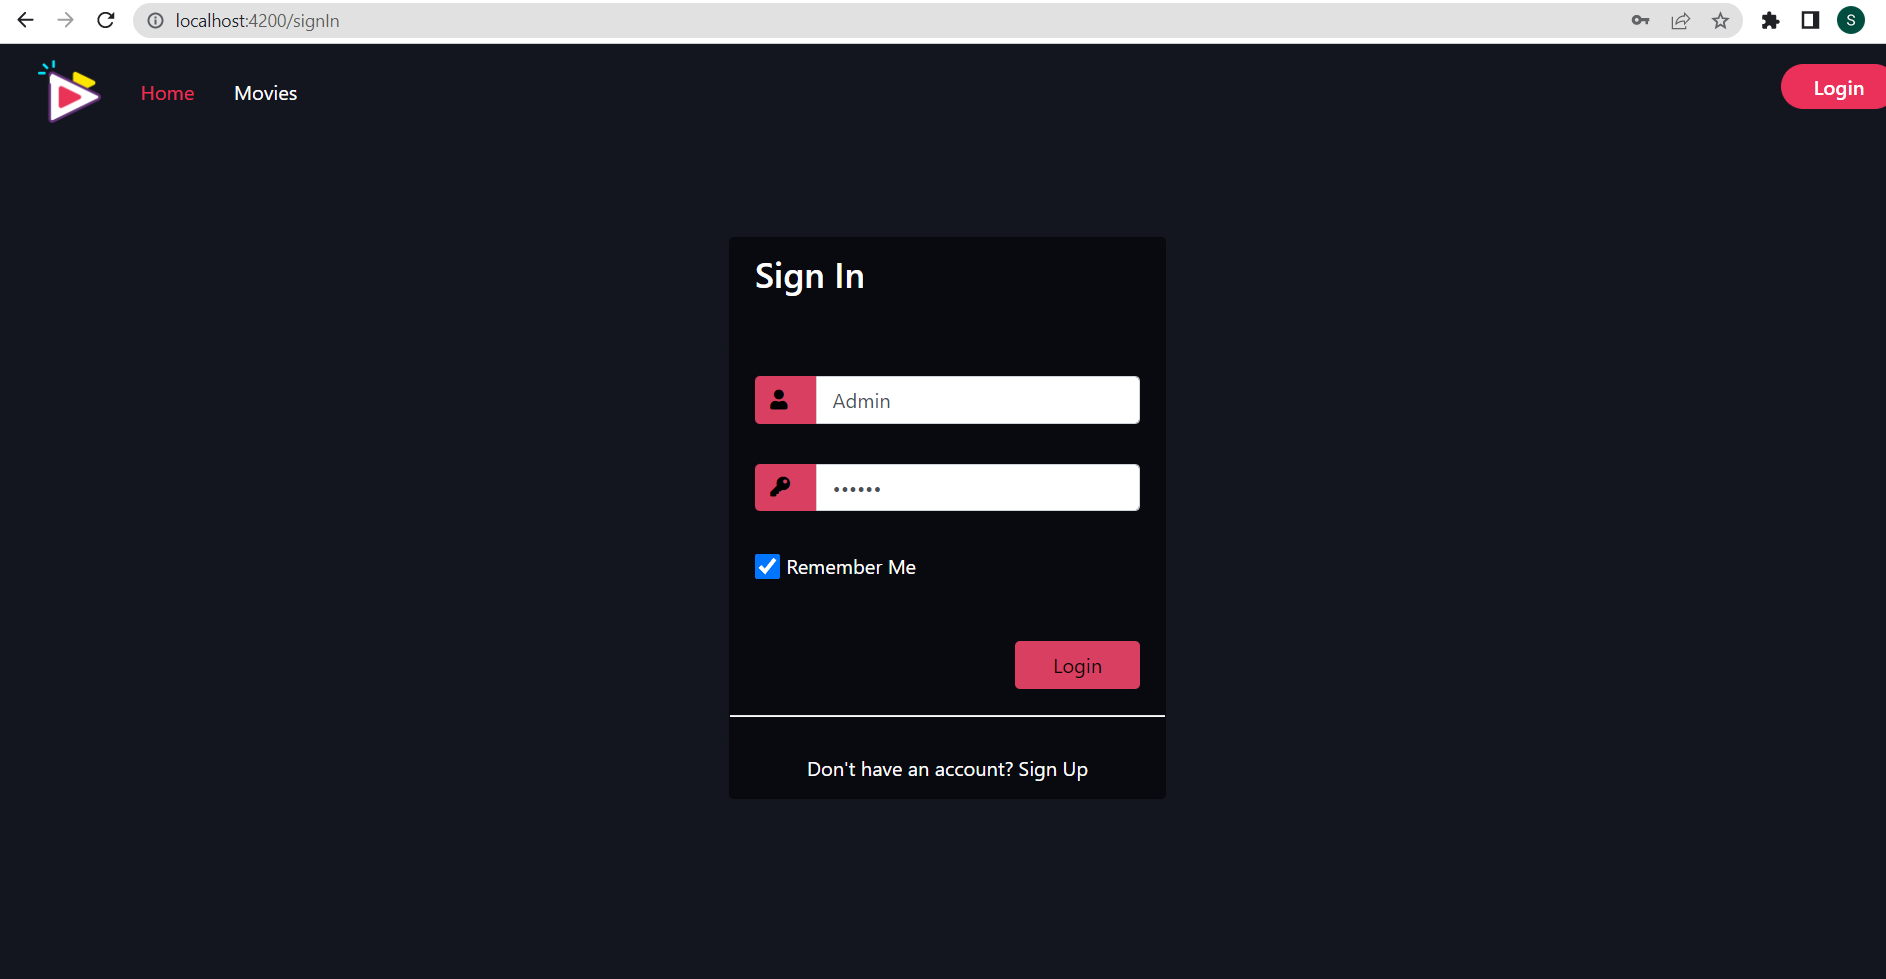 localhost:4200/signIn
S
Home Movies Login
Sign In
Admin
••••••
Remember Me
Login
Don't have an account? Sign Up